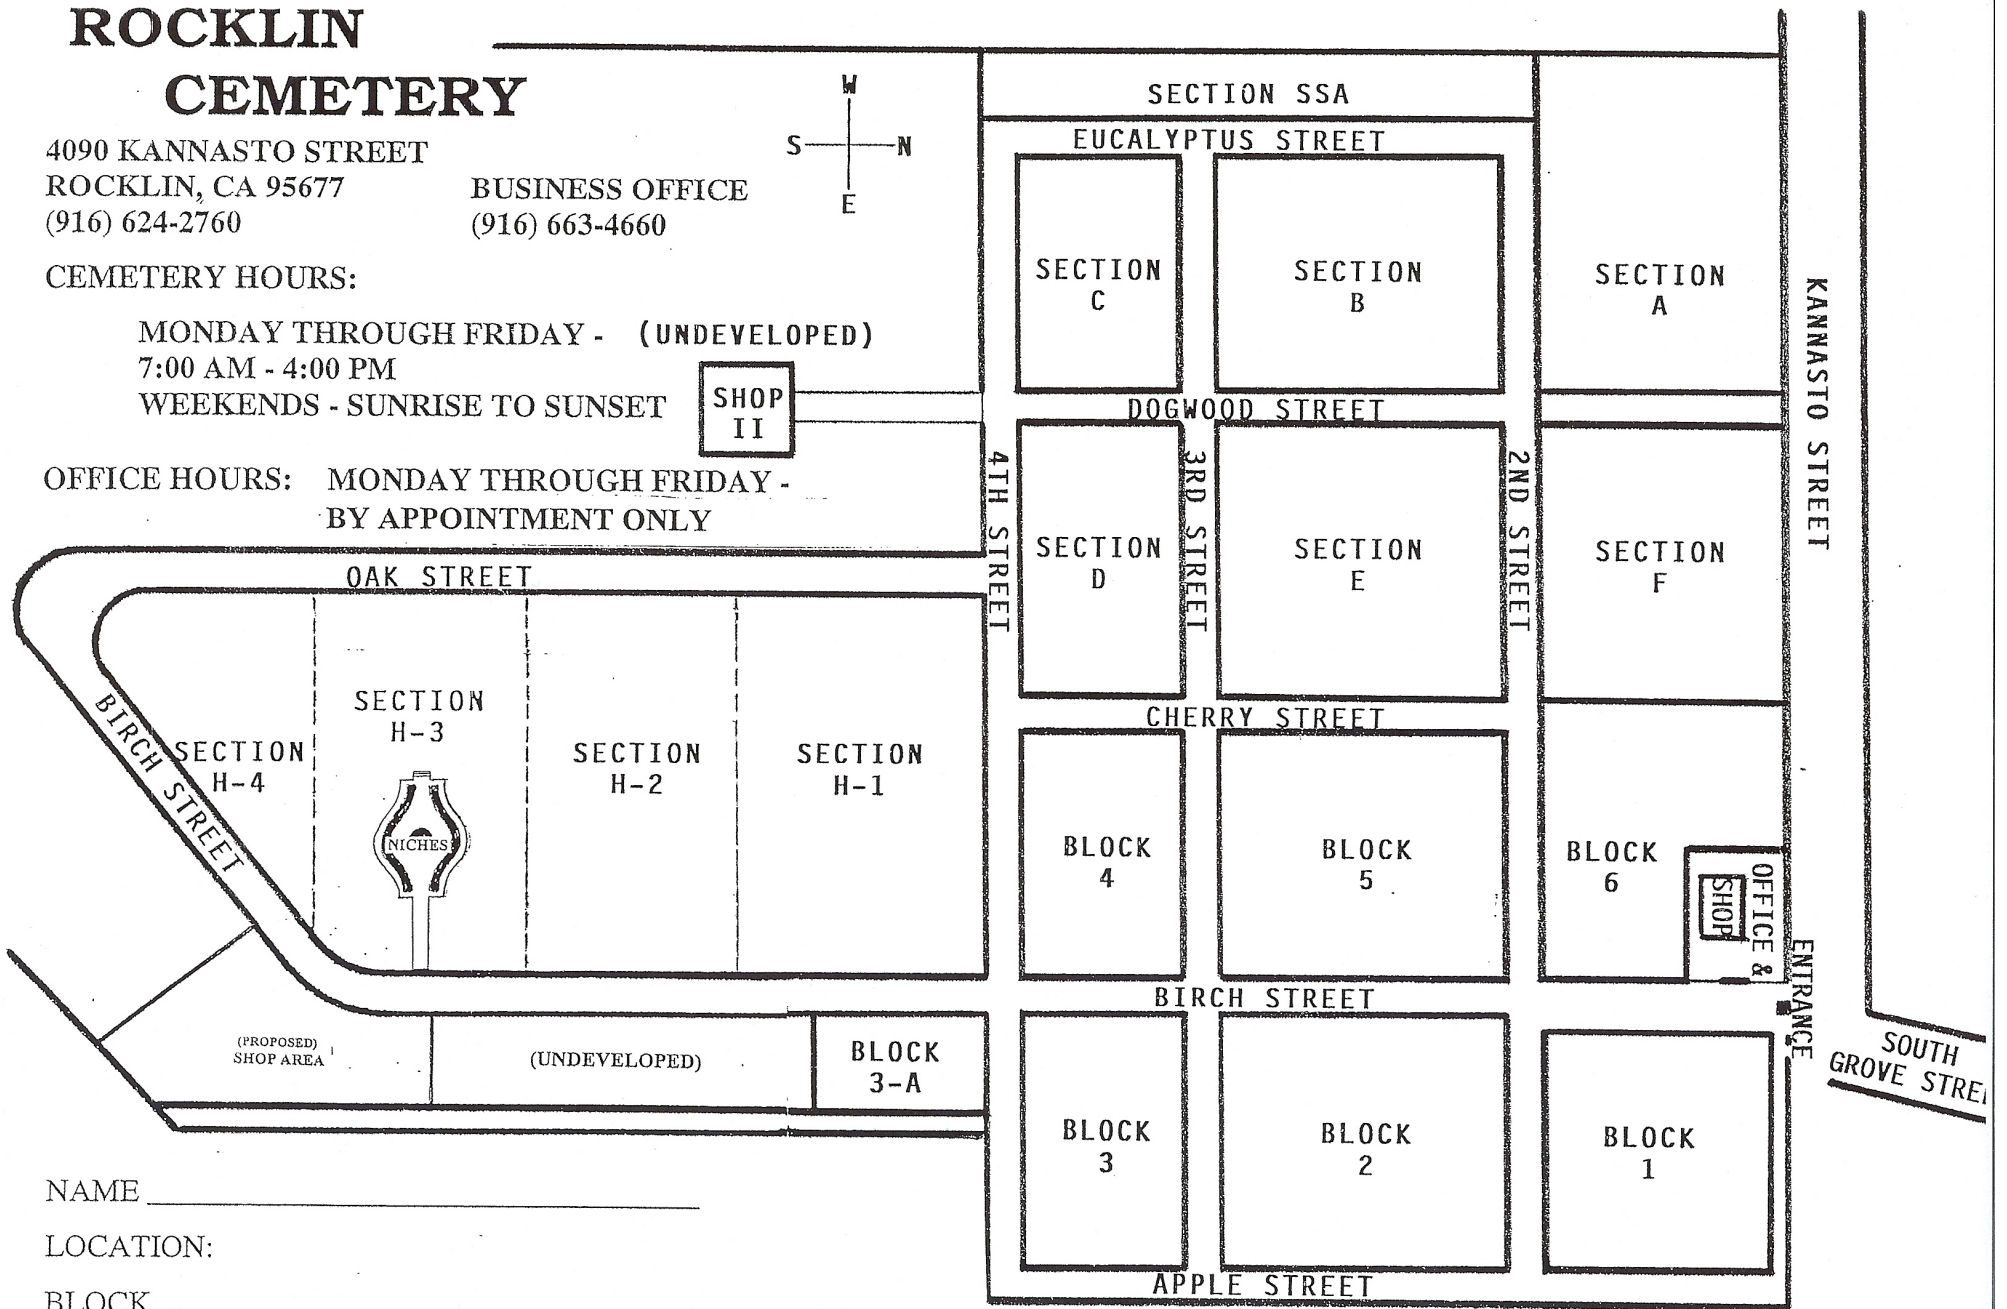 ROCKLIN
CEMETERY
4090 KANNASTO STREET
ROCKLIN, CA 95677
(916) 624-2760
BUSINESS OFFICE
(916) 663-4660
CEMETERY HOURS:
MONDAY THROUGH FRIDAY -
7:00 AM - 4:00 PM
WEEKENDS - SUNRISE TO SUNSET
OFFICE HOURS: MONDAY THROUGH FRIDAY -
BY APPOINTMENT ONLY
W
S
N
E
(UNDEVELOPED)
SHOP
II
SECTION SSA
EUCALYPTUS STREET
SECTION
C
SECTION
B
SECTION
A
KANNASTO STREET
DOGWOOD STREET
4TH STREET
3RD STREET
2ND STREET
SECTION
D
SECTION
E
SECTION
F
OAK STREET
BIRCH STREET
SECTION
H-4
SECTION
H-3
NICHES
SECTION
H-2
SECTION
H-1
CHERRY STREET
BLOCK
4
BLOCK
5
BLOCK
6
OFFICE &
SHOP
ENTRANCE
BIRCH STREET
SOUTH
GROVE STREE
(PROPOSED)
SHOP AREA
(UNDEVELOPED)
BLOCK
3-A
BLOCK
3
BLOCK
2
BLOCK
1
APPLE STREET
NAME
LOCATION:
BLOCK